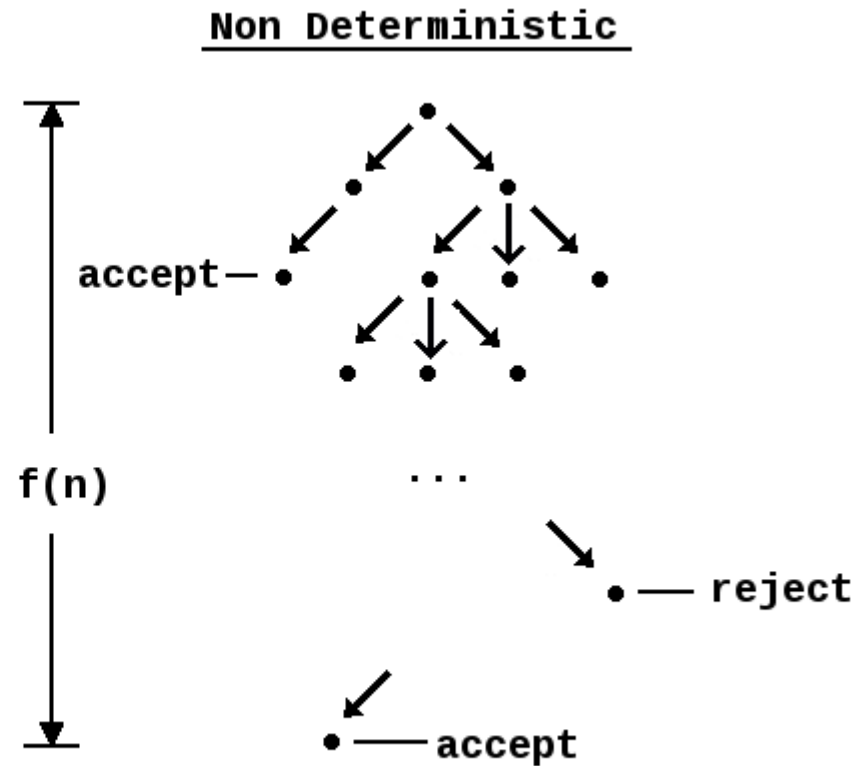 Non Deterministic
accept
f(n)
...
reject
accept